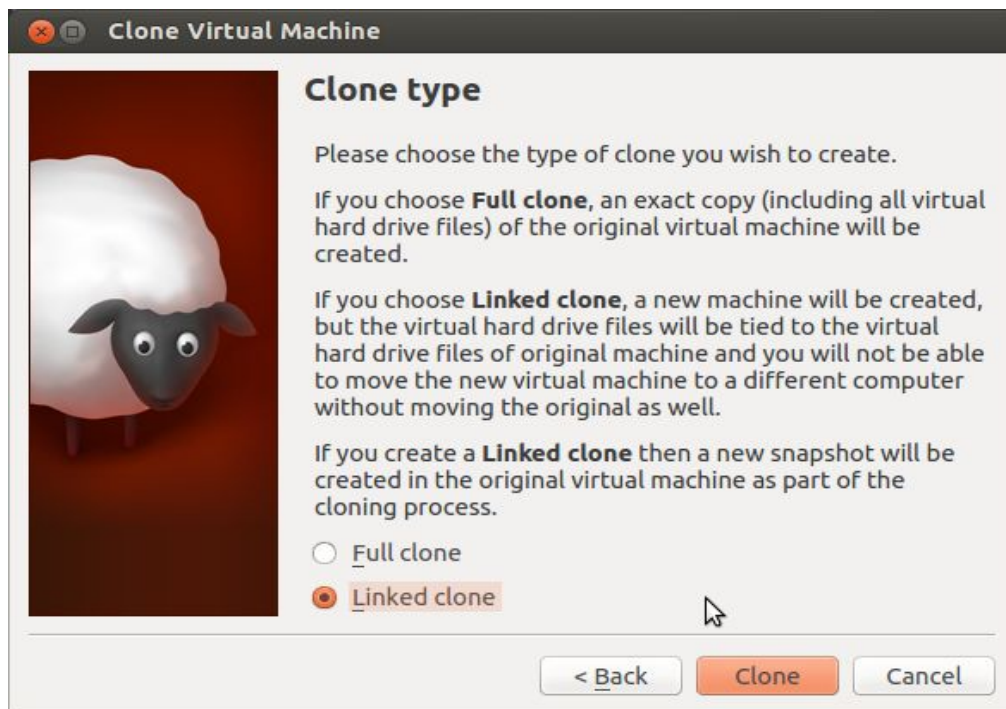 Clone Virtual Machine
Clone type
Please choose the type of clone you wish to create.
If you choose Full clone, an exact copy (including all virtual
hard drive files) of the original virtual machine will be
created.
If you choose Linked clone, a new machine will be created,
but the virtual hard drive files will be tied to the virtual
hard drive files of original machine and you will not be able
to move the new virtual machine to a different computer
without moving the original as well.
If you create a Linked clone then a new snapshot will be
created in the original virtual machine as part of the
cloning process.
Full clone
Linked clone
< Back Clone Cancel